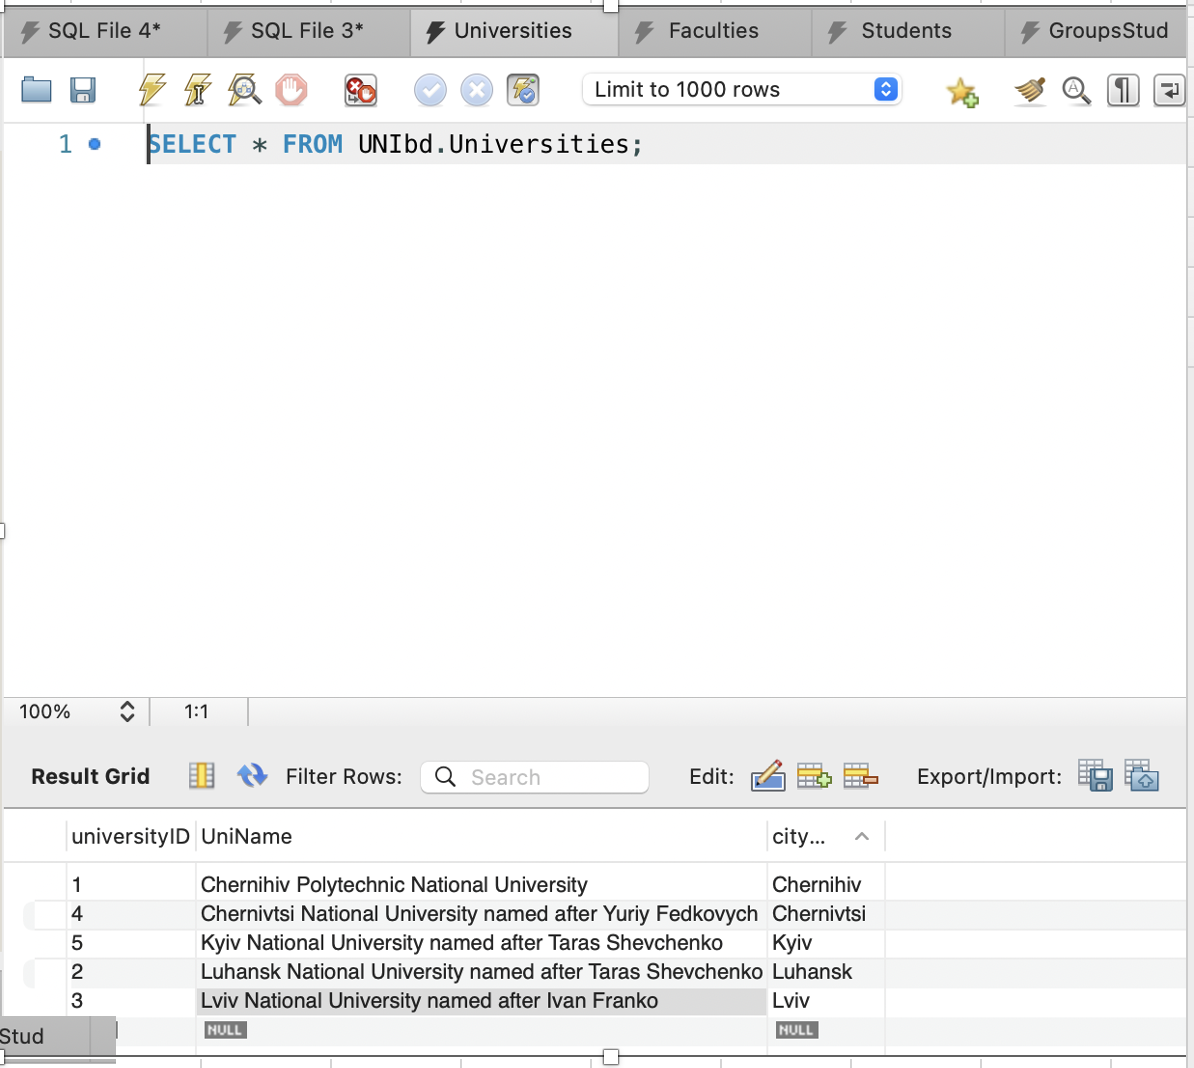 SQL File 4* SQL File 3* Universities Faculties Students GroupsStud
Limit to 1000 rows
1 SELECT * FROM UNIbd.Universities;
100% 1:1
Result Grid Filter Rows: Search Edit: Export/Import:
universityID UniName city...
1 Chernihiv Polytechnic National University Chernihiv
4 Chernivtsi National University named after Yuriy Fedkovych Chernivtsi
5 Kyiv National University named after Taras Shevchenko Kyiv
2 Luhansk National University named after Taras Shevchenko Luhansk
3 Lviv National University named after Ivan Franko Lviv
NULL NULL
Stud